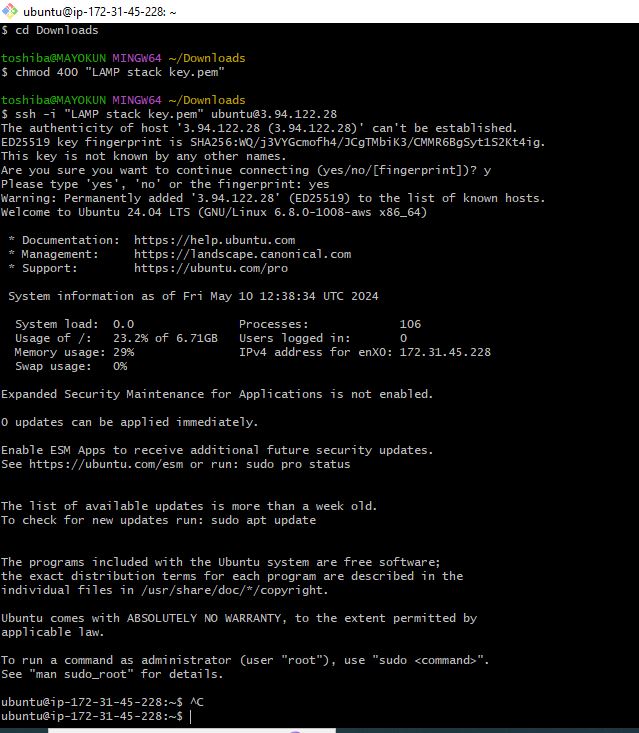 ubuntu@ip-172-31-45-228: ~
$ cd Downloads
toshiba@MAYOKUN MINGW64 ~/Downloads
$ chmod 400 "LAMP stack key.pem"
toshiba@MAYOKUN MINGW64 ~/Downloads
$ ssh -i "LAMP stack key.pem" ubuntu@3.94.122.28
The authenticity of host '3.94.122.28 (3.94.122.28)' can't be established.
ED25519 key fingerprint is SHA256:WQ/j3VYGcmofh4/JCgTMbiK3/CMMR6BgSyt1S2Kt4ig.
This key is not known by any other names.
Are you sure you want to continue connecting (yes/no/[fingerprint])? y
Please type 'yes', 'no' or the fingerprint: yes
Warning: Permanently added '3.94.122.28' (ED25519) to the list of known hosts.
Welcome to Ubuntu 24.04 LTS (GNU/Linux 6.8.0-1008-aws x86_64)
* Documentation:  https://help.ubuntu.com
* Management:     https://landscape.canonical.com
* Support:        https://ubuntu.com/pro
System information as of Fri May 10 12:38:34 UTC 2024
System load:  0.0               Processes:             106
Usage of /:   23.2% of 6.71GB   Users logged in:       0
Memory usage: 29%               IPv4 address for enX0: 172.31.45.228
Swap usage:   0%
Expanded Security Maintenance for Applications is not enabled.
0 updates can be applied immediately.
Enable ESM Apps to receive additional future security updates.
See https://ubuntu.com/esm or run: sudo pro status
The list of available updates is more than a week old.
To check for new updates run: sudo apt update
The programs included with the Ubuntu system are free software;
the exact distribution terms for each program are described in the
individual files in /usr/share/doc/*/copyright.
Ubuntu comes with ABSOLUTELY NO WARRANTY, to the extent permitted by
applicable law.
To run a command as administrator (user "root"), use "sudo <command>".
See "man sudo_root" for details.
ubuntu@ip-172-31-45-228:~$ ^C
ubuntu@ip-172-31-45-228:~$